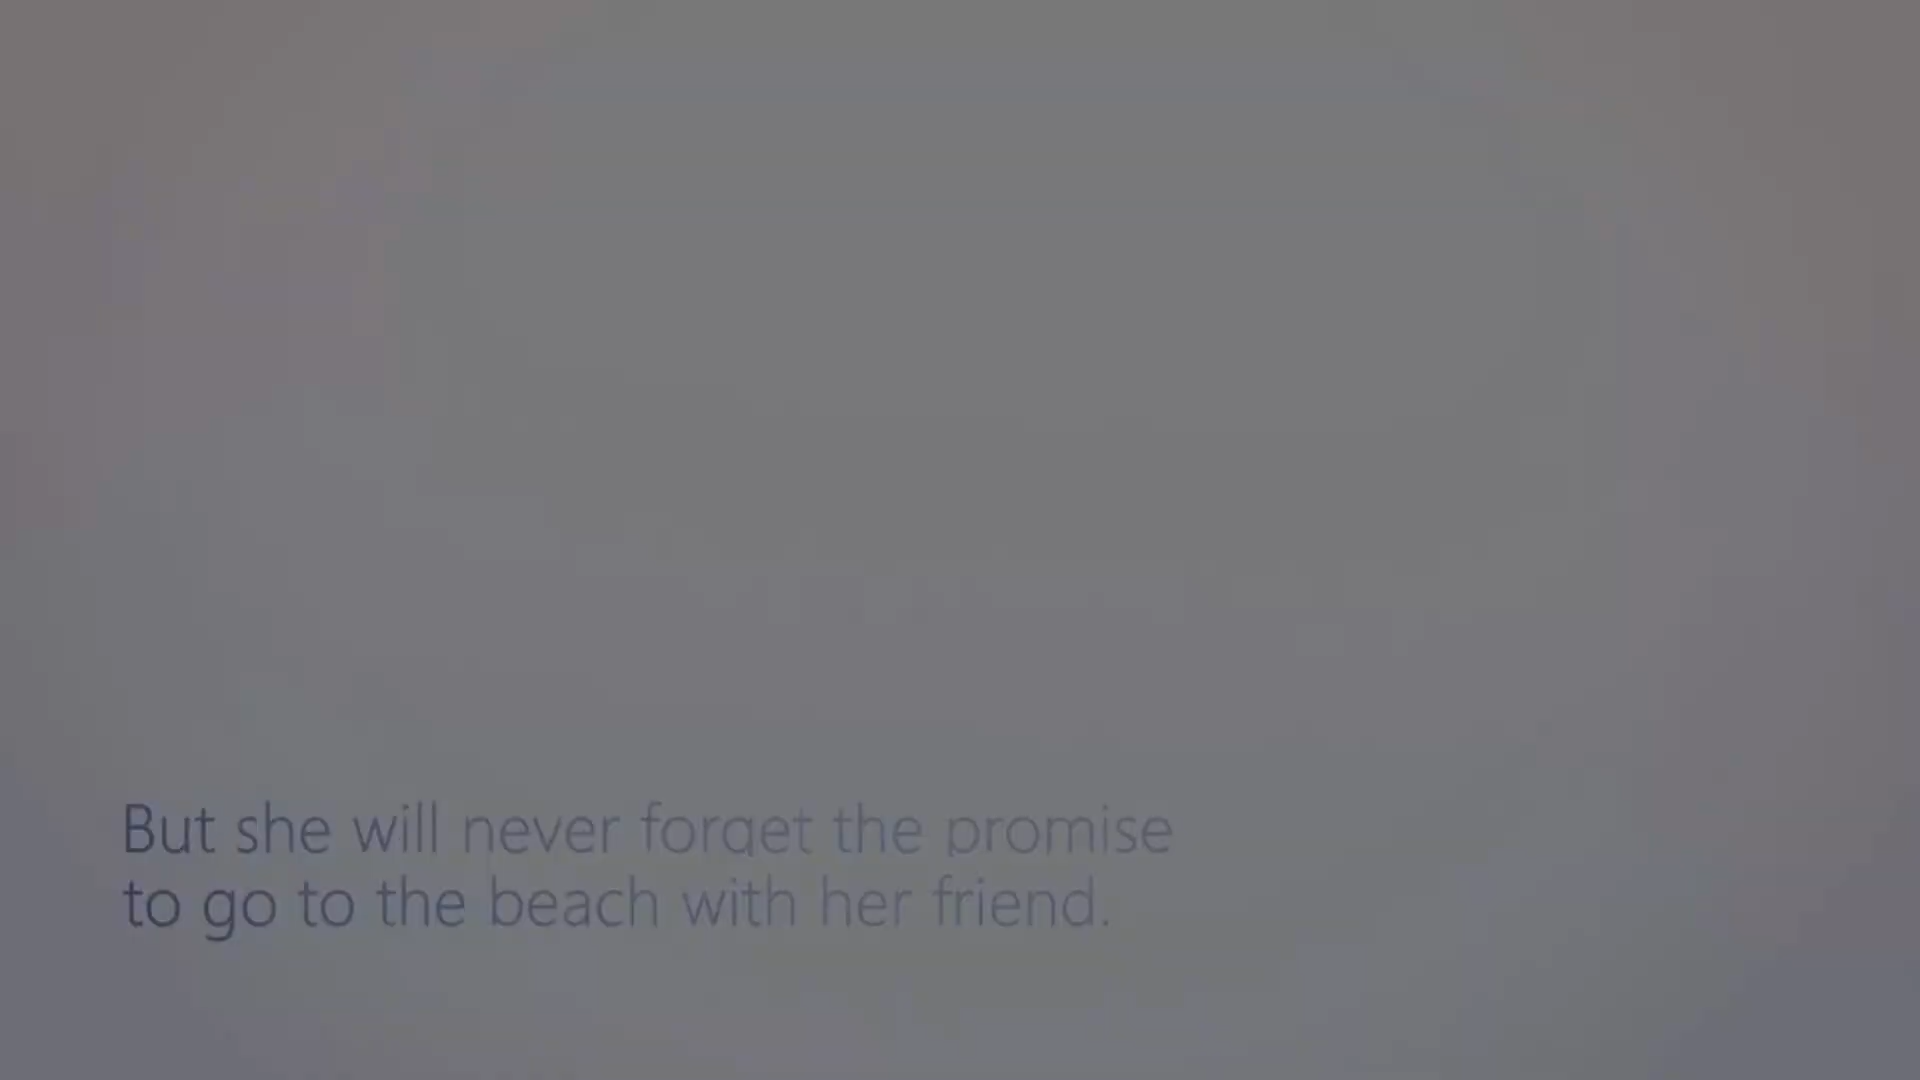 But she will never forget the promise
to go to the beach with her friend.